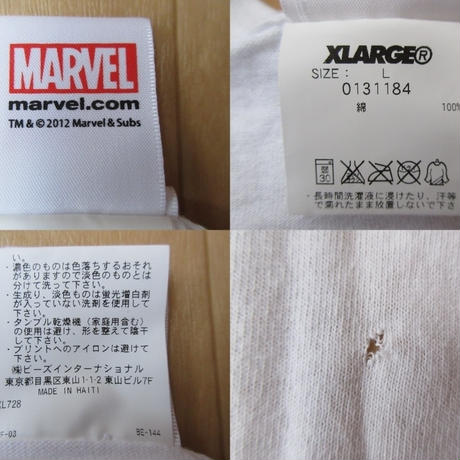 MARVEL
marvel.com
TM & © 2012 Marvel & Subs
XLARGE®
SIZE : L
0131184
綿 100%
30
・長時間洗濯液に浸けたり、汗等
で濡れたまま放置しないで下さ
い。
・濃色のものは色落ちするおそれ
がありますので淡色のものとは
分けて洗って下さい。
・生成り、淡色ものは蛍光増白剤
が入っていない洗剤を使用して
下さい。
・タンブル乾燥機（家庭用含む）
の使用は避け、形を整えて陰干
して下さい。
・プリントへのアイロンは避けて
下さい。
㈱ビーズインターナショナル
東京都目黒区東山1-1-2 東山ビル7F
MADE IN HAITI
XL728
F-03 BE-144